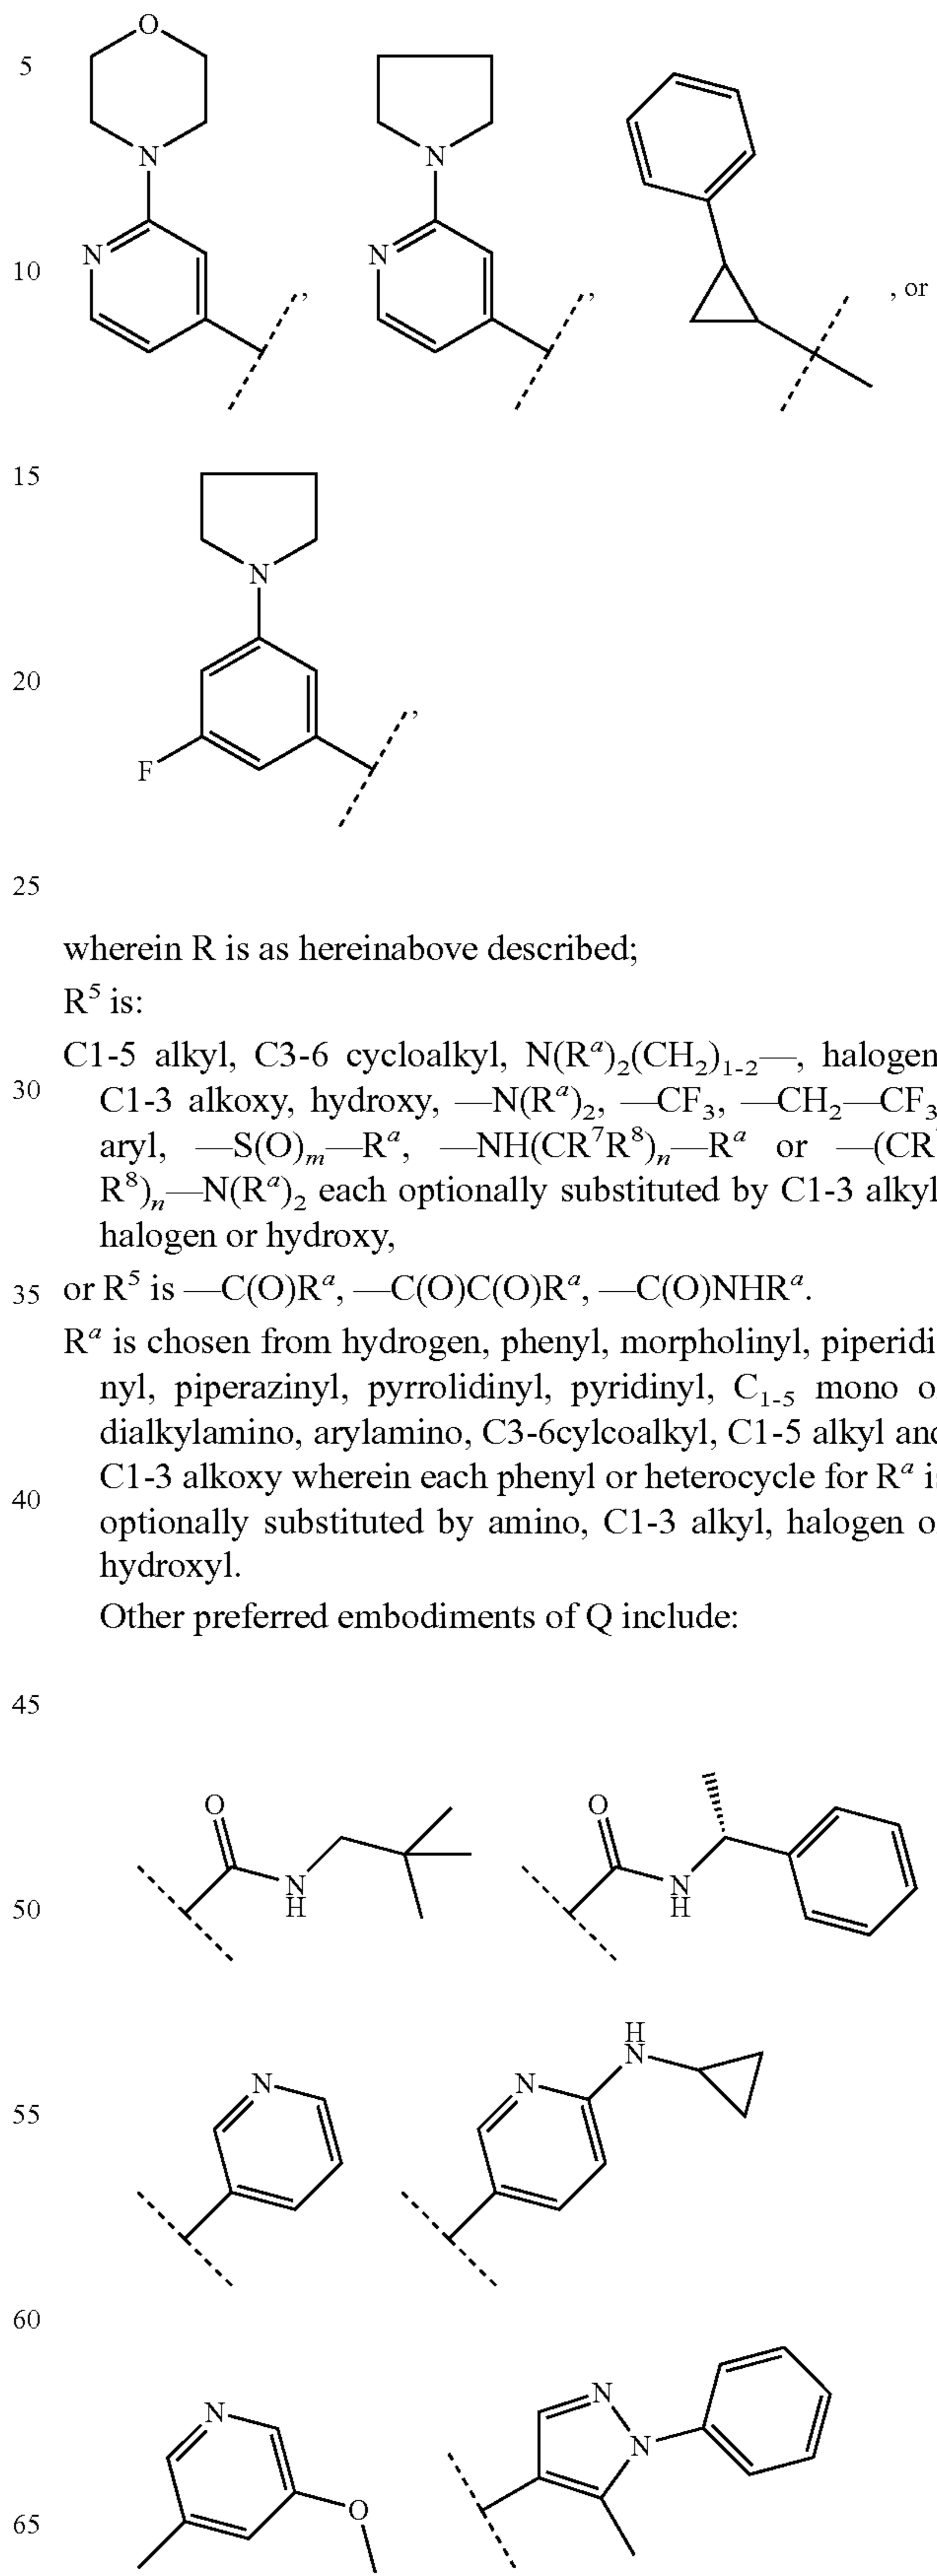 5
10
15
20
25
30
35
40
45
50
55
60
65
O
N
N
,
N
N
,
, or
N
F
,
wherein R is as hereinabove described;
R⁵ is:
C1-5 alkyl, C3-6 cycloalkyl, N(Rᵃ)₂(CH₂)₁₋₂—, halogen
C1-3 alkoxy, hydroxy, —N(Rᵃ)₂, —CF₃, —CH₂—CF₃
aryl, —S(O)ₘ—Rᵃ, —NH(CR⁷R⁸)ₙ—Rᵃ or —(CR
R⁸)ₙ—N(Rᵃ)₂ each optionally substituted by C1-3 alkyl
halogen or hydroxy,
or R⁵ is —C(O)Rᵃ, —C(O)C(O)Rᵃ, —C(O)NHRᵃ.
Rᵃ is chosen from hydrogen, phenyl, morpholinyl, piperidi
nyl, piperazinyl, pyrrolidinyl, pyridinyl, C₁₋₅ mono o
dialkylamino, arylamino, C3-6cylcoalkyl, C1-5 alkyl and
C1-3 alkoxy wherein each phenyl or heterocycle for Rᵃ is
optionally substituted by amino, C1-3 alkyl, halogen o
hydroxyl.
Other preferred embodiments of Q include:
O
N
H
O
N
H
N
N
H
N
N
O
N
N